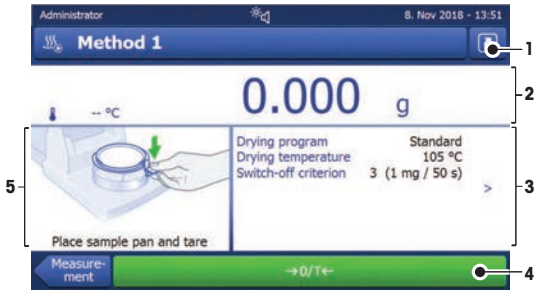 Administrator
8. Nov 2018 - 13:51
Method 1
1
0.000 g
2
-- °C
Drying program Standard
Drying temperature 105 °C
Switch-off criterion 3 (1 mg / 50 s)
>
3
5
Place sample pan and tare
Measure-
ment
→0/T←
4